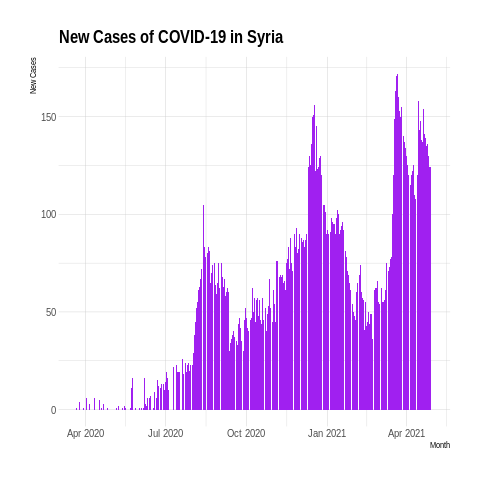 New Cases of COVID-19 in Syria
New Cases
150
100
50
0
Apr 2020 Jul 2020 Oct 2020 Jan 2021 Apr 2021
Month